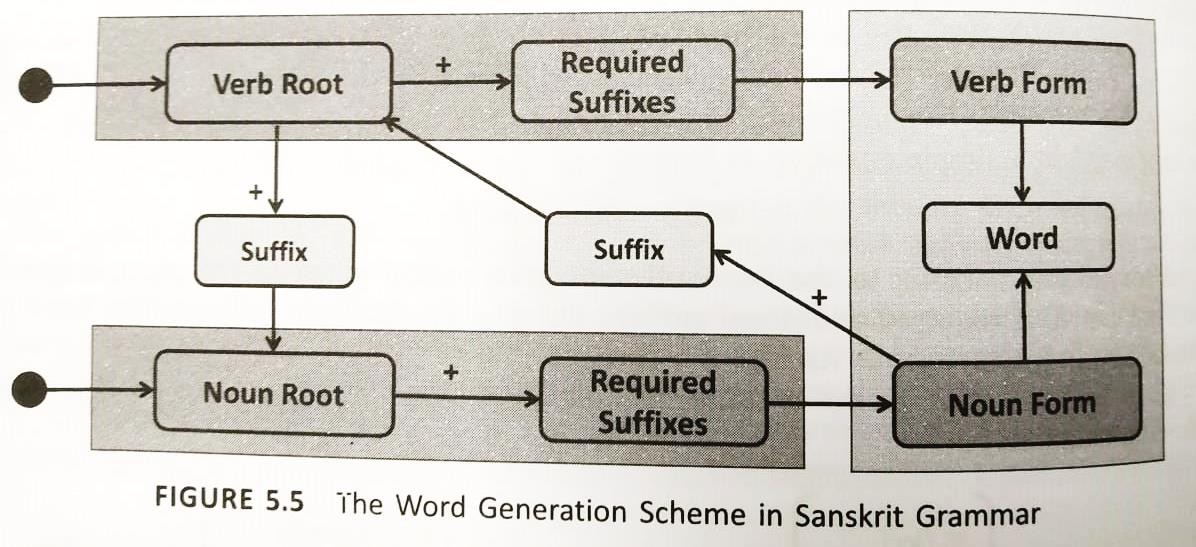 Verb Root
+
Required
Suffixes
Verb Form
+
Suffix
Suffix
Word
+
Noun Root
+
Required
Suffixes
Noun Form
FIGURE 5.5 The Word Generation Scheme in Sanskrit Grammar